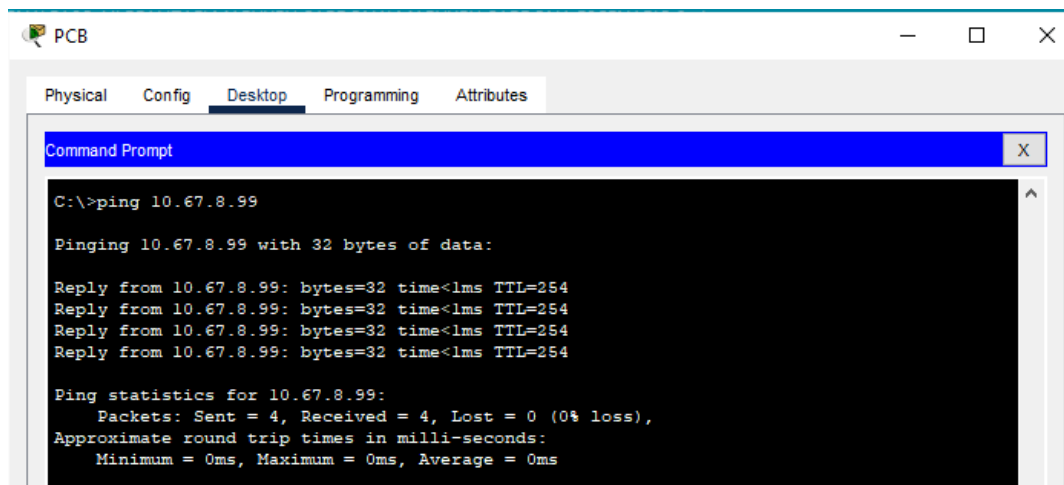 PCB
Physical Config Desktop Programming Attributes
Command Prompt X
C:\>ping 10.67.8.99
Pinging 10.67.8.99 with 32 bytes of data:
Reply from 10.67.8.99: bytes=32 time<1ms TTL=254
Reply from 10.67.8.99: bytes=32 time<1ms TTL=254
Reply from 10.67.8.99: bytes=32 time<1ms TTL=254
Reply from 10.67.8.99: bytes=32 time<1ms TTL=254
Ping statistics for 10.67.8.99:
Packets: Sent = 4, Received = 4, Lost = 0 (0% loss),
Approximate round trip times in milli-seconds:
Minimum = 0ms, Maximum = 0ms, Average = 0ms